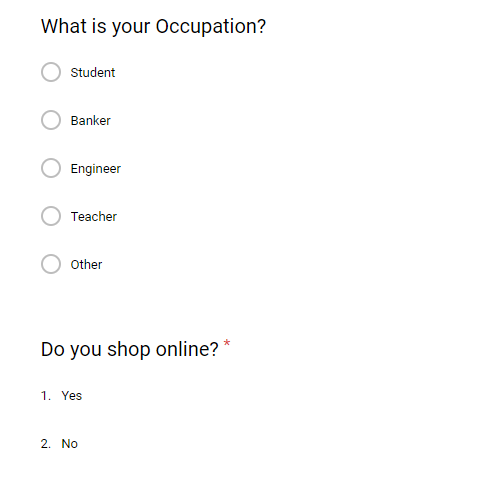 What is your Occupation?
Student
Banker
Engineer
Teacher
Other
Do you shop online? *
1. Yes
2. No